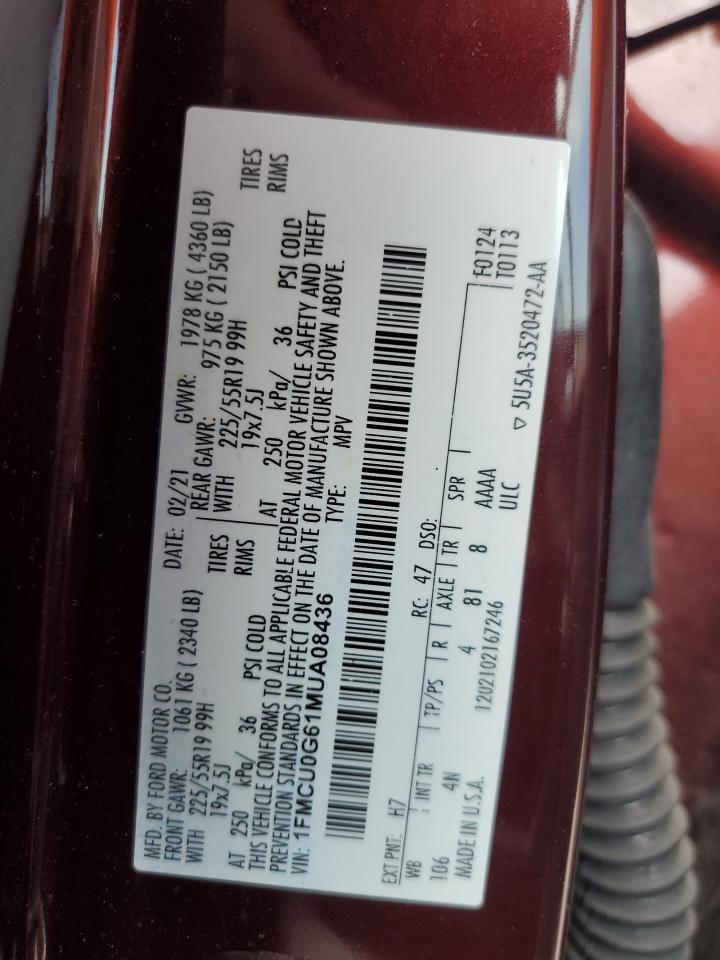 MFD. BY FORD MOTOR CO. DATE: 02/21 GVWR: 1978 KG ( 4360 LB)
FRONT GAWR: 1061 KG ( 2340 LB) REAR GAWR: 975 KG ( 2150 LB)
WITH 225/55R19 99H TIRES WITH 225/55R19 99H TIRES
19x7.5J RIMS 19x7.5J RIMS
AT 250 kPa/ 36 PSI COLD AT 250 kPa/ 36 PSI COLD
THIS VEHICLE CONFORMS TO ALL APPLICABLE FEDERAL MOTOR VEHICLE SAFETY AND THEFT
PREVENTION STANDARDS IN EFFECT ON THE DATE OF MANUFACTURE SHOWN ABOVE.
VIN: 1FMCU0G61MUA08436 TYPE: MPV
EXT PNT: H7 RC: 47 DSO:
WB INT TR TP/PS R AXLE TR SPR F0124
106 4N 4 81 8 AAAA T0113
MADE IN U.S.A. 1202102167246 ULC
▽ 5U5A-3520472-AA